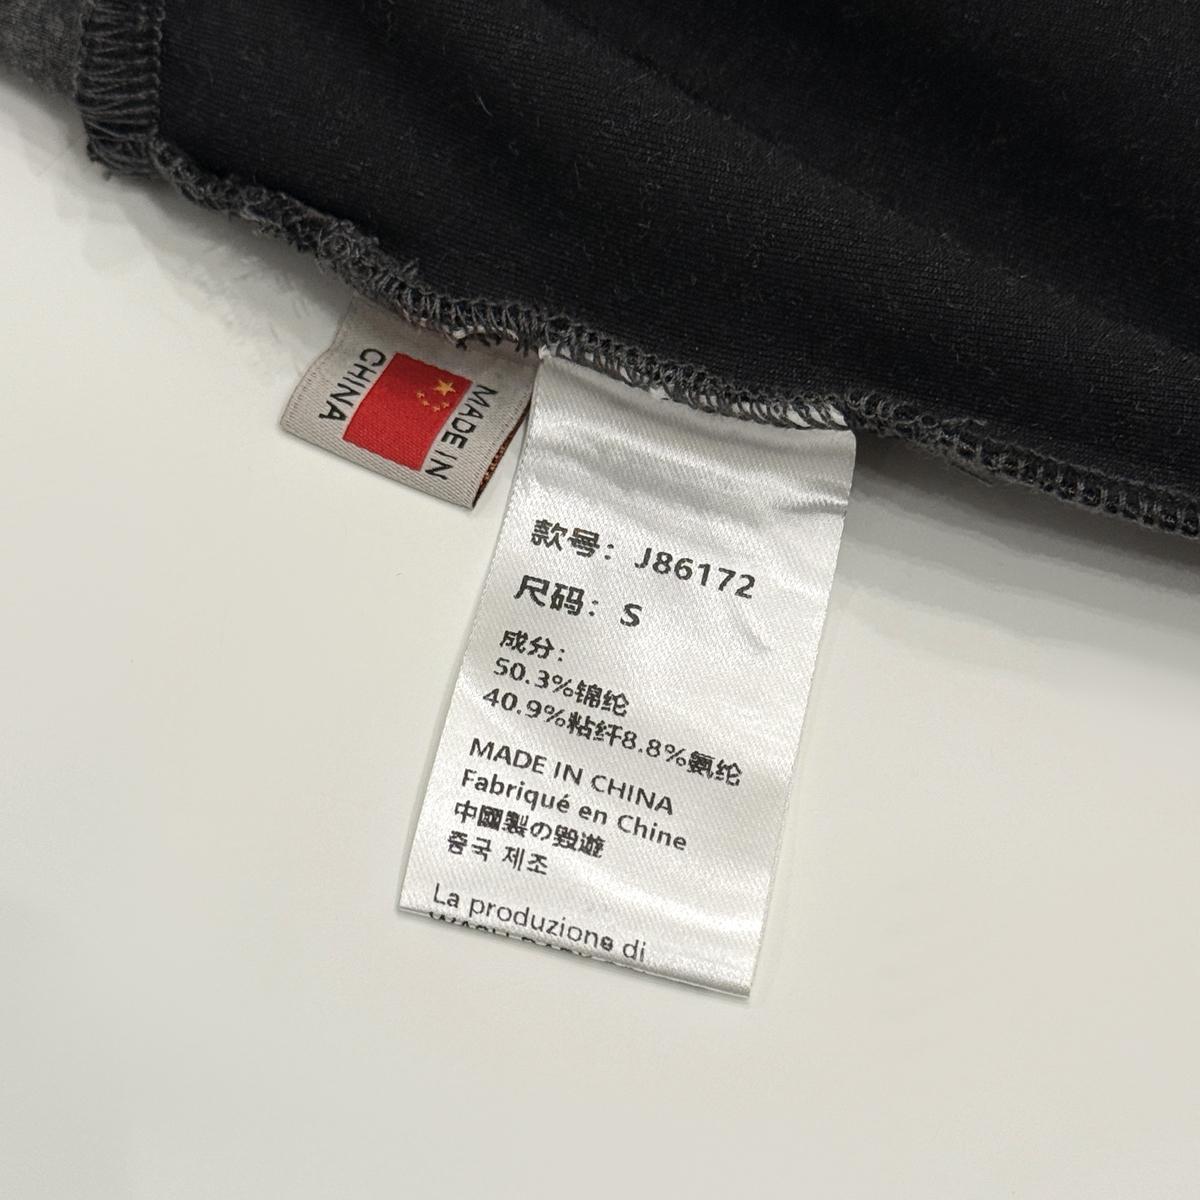 MADE IN
CHINA
款号：J86172
尺码：S
成分：
50.3%锦纶
40.9%粘纤8.8%氨纶
MADE IN CHINA
Fabriqué en Chine
中國製の毀遊
중국 제조
La produzione di